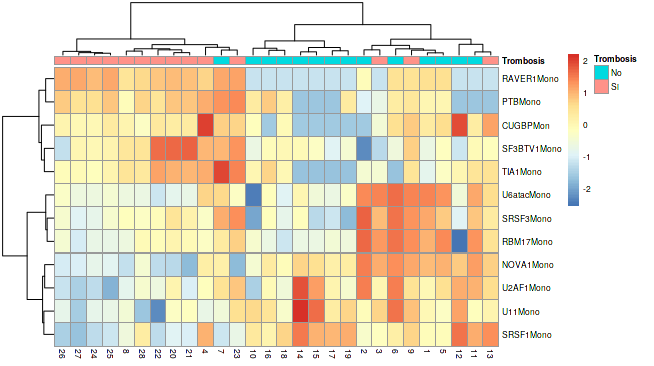 Trombosis
Trombosis
No
SI
2
1
0
-1
-2
RAVER1Mono
PTBMono
CUGBPMon
SF3BTV1Mono
TIA1Mono
U6atacMono
SRSF3Mono
RBM17Mono
NOVA1Mono
U2AF1Mono
U11Mono
SRSF1Mono
26 27 24 25 8 28 22 20 21 4 7 23 10 16 18 14 15 17 19 2 3 6 9 1 5 12 11 13